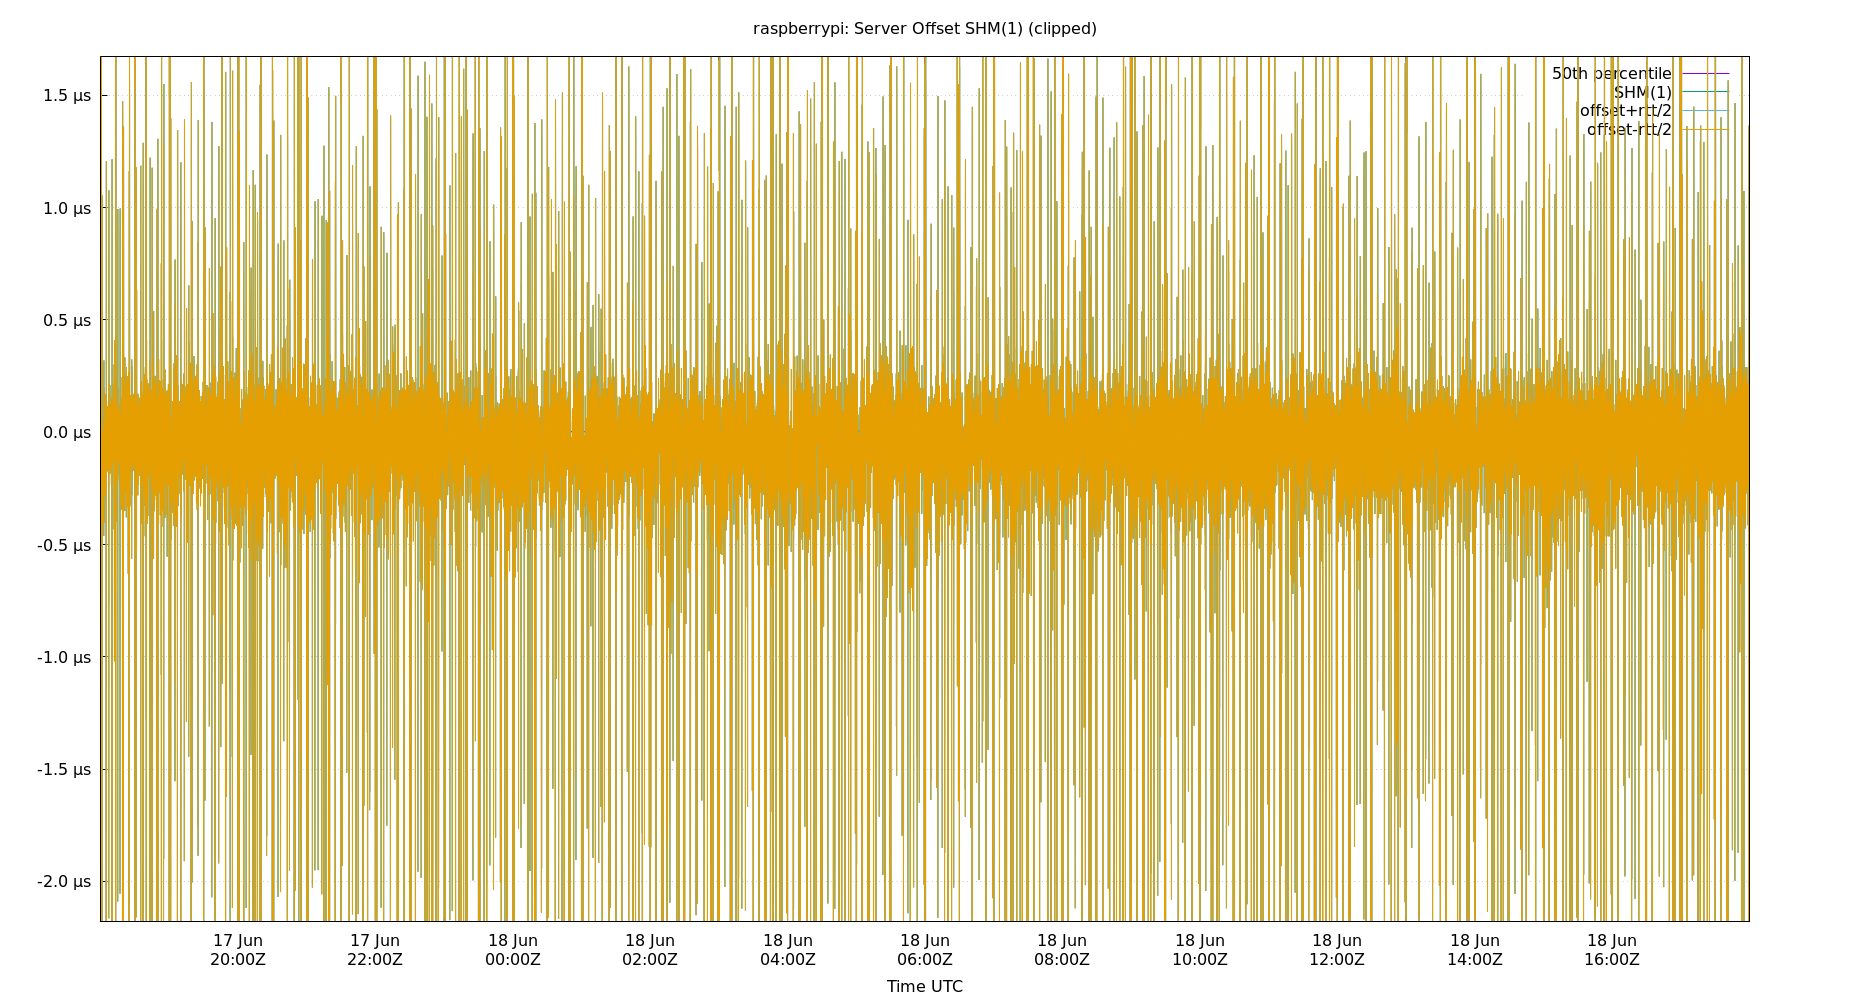 raspberrypi: Server Offset SHM(1) (clipped)
50th percentile
SHM(1)
offset+rtt/2
offset-rtt/2
1.5 µs
1.0 µs
0.5 µs
0.0 µs
-0.5 µs
-1.0 µs
-1.5 µs
-2.0 µs
17 Jun 17 Jun 18 Jun 18 Jun 18 Jun 18 Jun 18 Jun 18 Jun 18 Jun 18 Jun 18 Jun
20:00Z 22:00Z 00:00Z 02:00Z 04:00Z 06:00Z 08:00Z 10:00Z 12:00Z 14:00Z 16:00Z
Time UTC